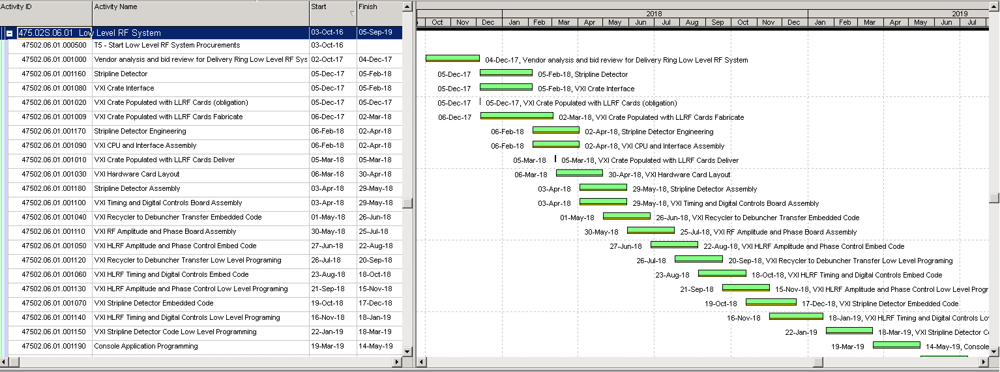 Activity ID Activity Name Start Finish
2018 2019
Oct Nov Dec Jan Feb Mar Apr May Jun Jul Aug Sep Oct Nov Dec Jan Feb Mar Apr May Jun Jul
475.02S.06.01 Low Level RF System 03-Oct-16 05-Sep-19
47502.06.01.000500 T5 - Start Low Level RF System Procurements 03-Oct-16
47502.06.01.001000 Vendor analysis and bid review for Delivery Ring Low Level RF Sys 02-Oct-17 04-Dec-17 04-Dec-17, Vendor analysis and bid review for Delivery Ring Low Level RF System
47502.06.01.001160 Stripline Detector 05-Dec-17 05-Feb-18 05-Dec-17 05-Feb-18, Stripline Detector
47502.06.01.001080 VXI Crate Interface 05-Dec-17 05-Feb-18 05-Dec-17 05-Feb-18, VXI Crate Interface
47502.06.01.001020 VXI Crate Populated with LLRF Cards (obligation) 05-Dec-17 05-Dec-17 05-Dec-17 05-Dec-17, VXI Crate Populated with LLRF Cards (obligation)
47502.06.01.001009 VXI Crate Populated with LLRF Cards Fabricate 06-Dec-17 02-Mar-18 06-Dec-17 02-Mar-18, VXI Crate Populated with LLRF Cards Fabricate
47502.06.01.001170 Stripline Detector Engineering 06-Feb-18 02-Apr-18 06-Feb-18 02-Apr-18, Stripline Detector Engineering
47502.06.01.001090 VXI CPU and Interface Assembly 06-Feb-18 02-Apr-18 06-Feb-18 02-Apr-18, VXI CPU and Interface Assembly
47502.06.01.001010 VXI Crate Populated with LLRF Cards Deliver 05-Mar-18 05-Mar-18 05-Mar-18 05-Mar-18, VXI Crate Populated with LLRF Cards Deliver
47502.06.01.001030 VXI Hardware Card Layout 06-Mar-18 30-Apr-18 06-Mar-18 30-Apr-18, VXI Hardware Card Layout
47502.06.01.001180 Stripline Detector Assembly 03-Apr-18 29-May-18 03-Apr-18 29-May-18, Stripline Detector Assembly
47502.06.01.001100 VXI Timing and Digital Controls Board Assembly 03-Apr-18 29-May-18 03-Apr-18 29-May-18, VXI Timing and Digital Controls Board Assembly
47502.06.01.001040 VXI Recycler to Debuncher Transfer Embedded Code 01-May-18 26-Jun-18 01-May-18 26-Jun-18, VXI Recycler to Debuncher Transfer Embedded Code
47502.06.01.001110 VXI RF Amplitude and Phase Board Assembly 30-May-18 25-Jul-18 30-May-18 25-Jul-18, VXI RF Amplitude and Phase Board Assembly
47502.06.01.001050 VXI HLRF Amplitude and Phase Control Embed Code 27-Jun-18 22-Aug-18 27-Jun-18 22-Aug-18, VXI HLRF Amplitude and Phase Control Embed Code
47502.06.01.001120 VXI Recycler to Debuncher Transfer Low Level Programing 26-Jul-18 20-Sep-18 26-Jul-18 20-Sep-18, VXI Recycler to Debuncher Transfer Low Level Programing
47502.06.01.001060 VXI HLRF Timing and Digital Controls Embed Code 23-Aug-18 18-Oct-18 23-Aug-18 18-Oct-18, VXI HLRF Timing and Digital Controls Embed Code
47502.06.01.001130 VXI HLRF Amplitude and Phase Control Low Level Programing 21-Sep-18 15-Nov-18 21-Sep-18 15-Nov-18, VXI HLRF Amplitude and Phase Control Low Level Progr
47502.06.01.001070 VXI Stripline Detector Embedded Code 19-Oct-18 17-Dec-18 19-Oct-18 17-Dec-18, VXI Stripline Detector Embedded Code
47502.06.01.001140 VXI HLRF Timing and Digital Controls Low Level Programing 16-Nov-18 18-Jan-19 16-Nov-18 18-Jan-19, VXI HLRF Timing and Digital Controls Lo
47502.06.01.001150 VXI Stripline Detector Code Low Level Programming 22-Jan-19 18-Mar-19 22-Jan-19 18-Mar-19, VXI Stripline Detector C
47502.06.01.001190 Console Application Programming 19-Mar-19 14-May-19 19-Mar-19 14-May-19, Console